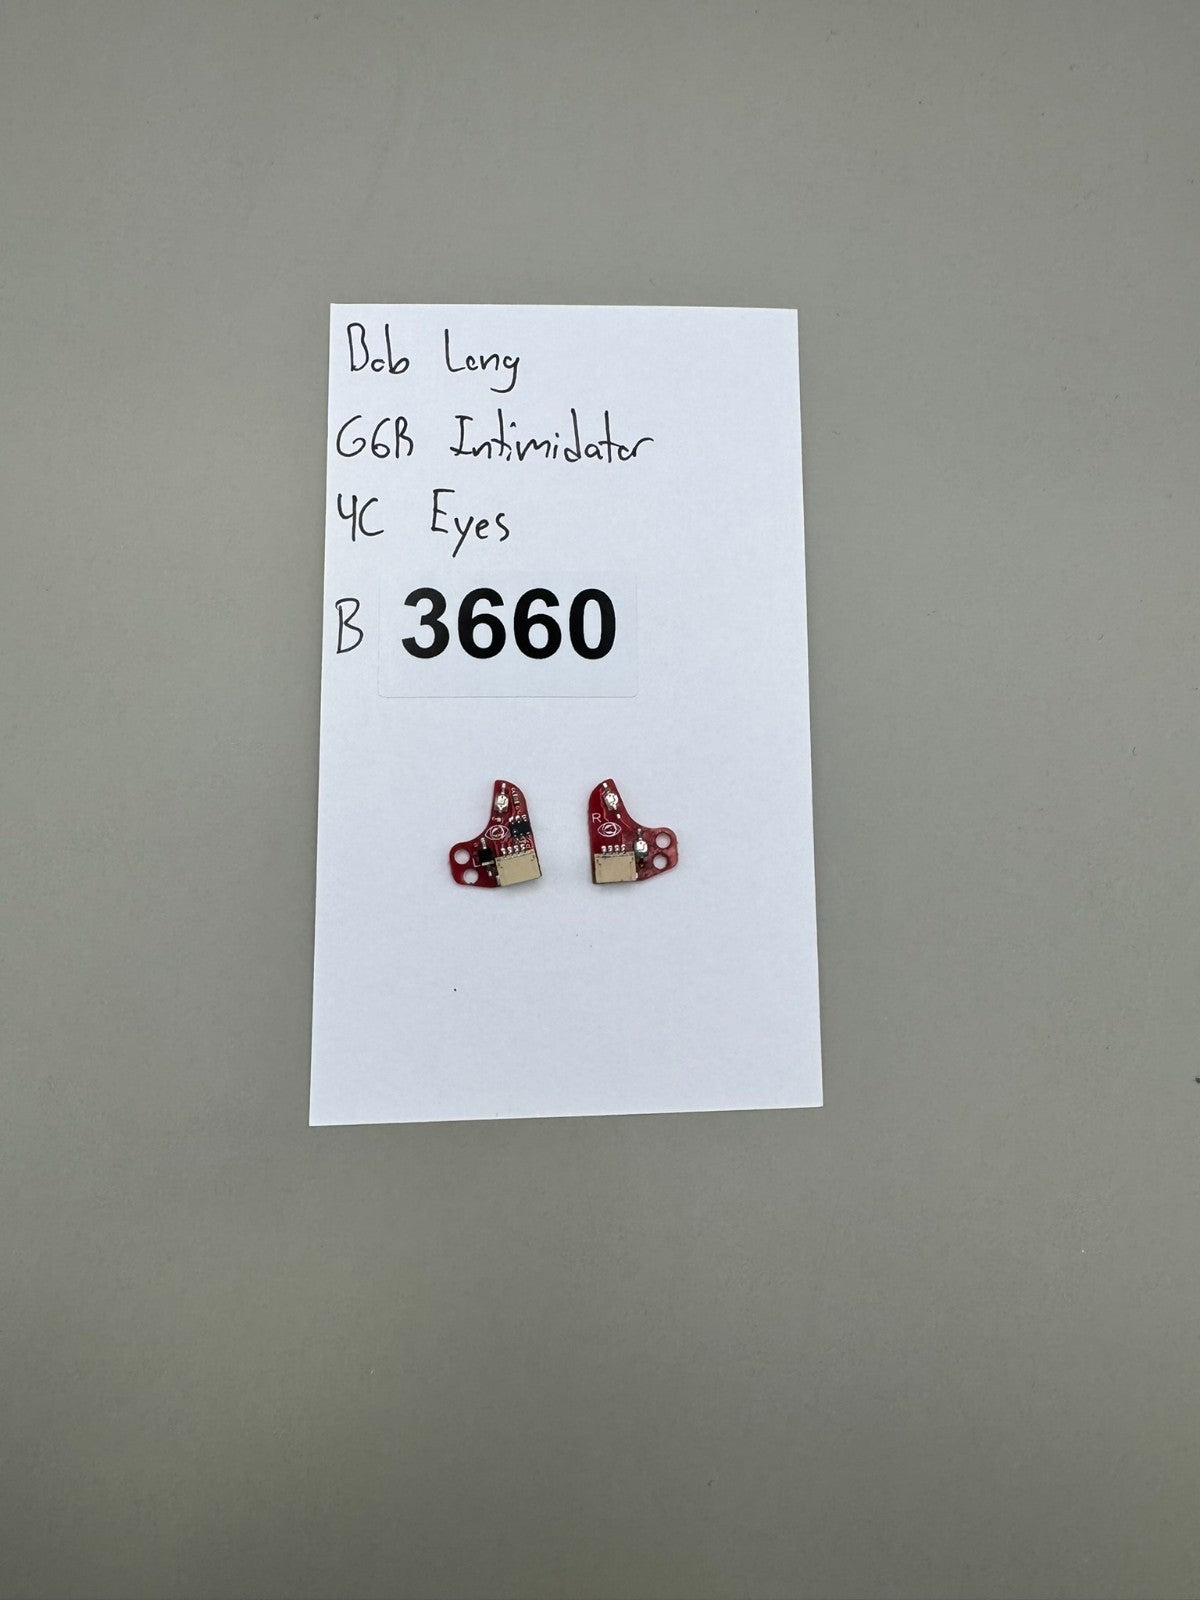 Bob Long
G6R Intimidator
4C Eyes
B 3660
R